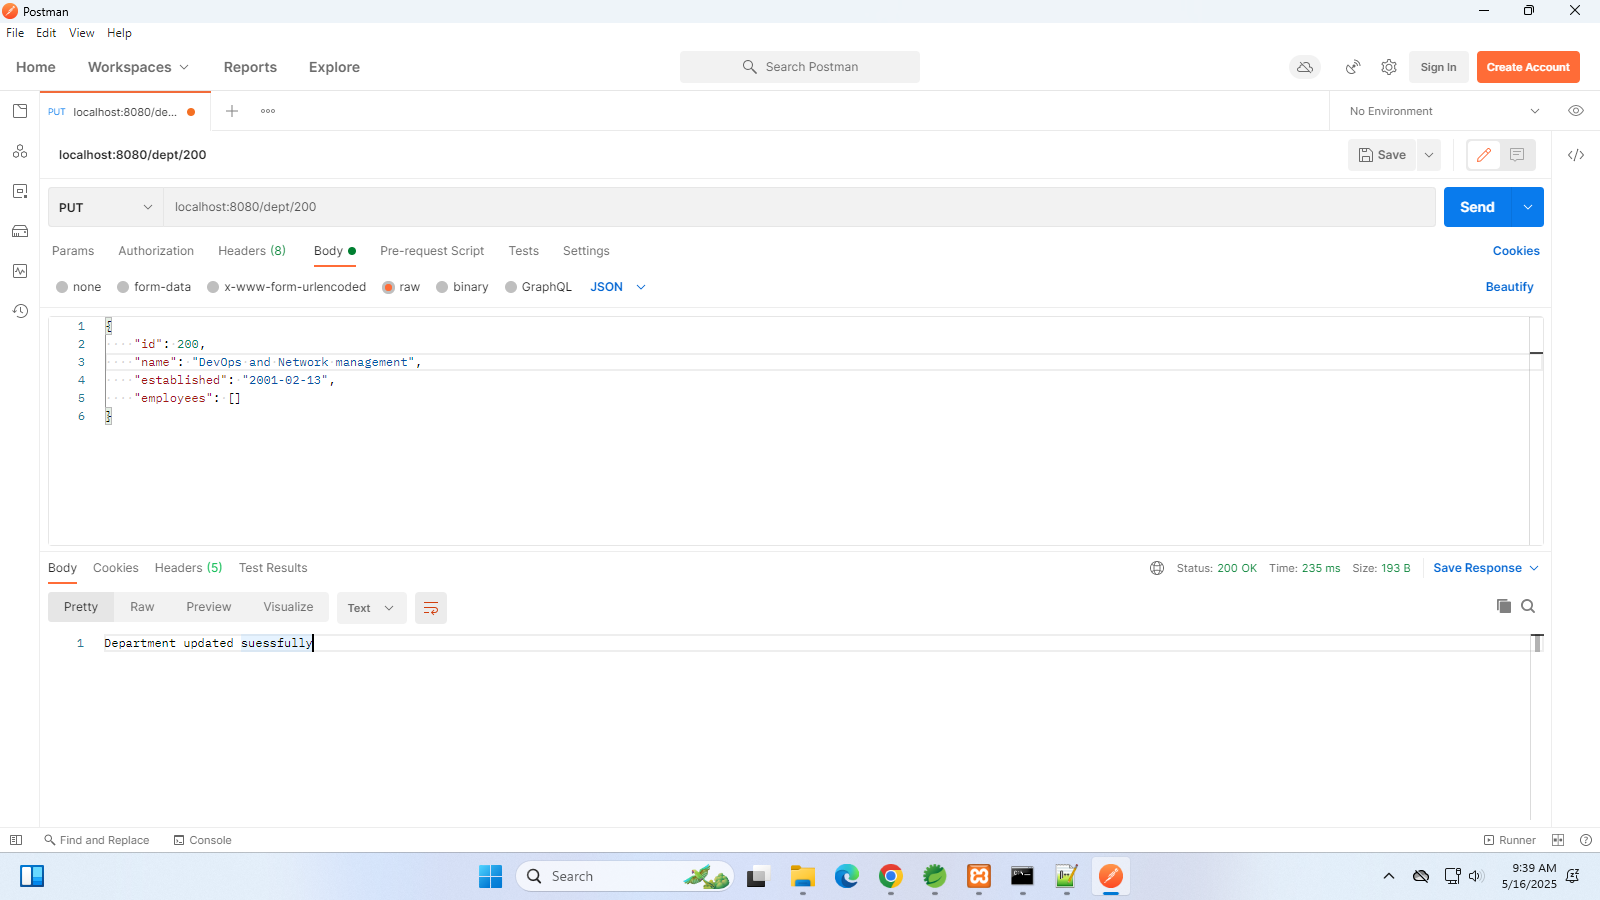 Postman
File Edit View Help
Home Workspaces Reports Explore Search Postman Sign In Create Account
PUT localhost:8080/de... No Environment
localhost:8080/dept/200 Save
PUT localhost:8080/dept/200 Send
Params Authorization Headers (8) Body Pre-request Script Tests Settings Cookies
none form-data x-www-form-urlencoded raw binary GraphQL JSON Beautify
1 {
2 "id": 200,
3 "name": "DevOps and Network management",
4 "established": "2001-02-13",
5 "employees": []
6 }
Body Cookies Headers (5) Test Results Status: 200 OK Time: 235 ms Size: 193 B Save Response
Pretty Raw Preview Visualize Text
1 Department updated suessfully
Find and Replace Console Runner
Search 9:39 AM
5/16/2025